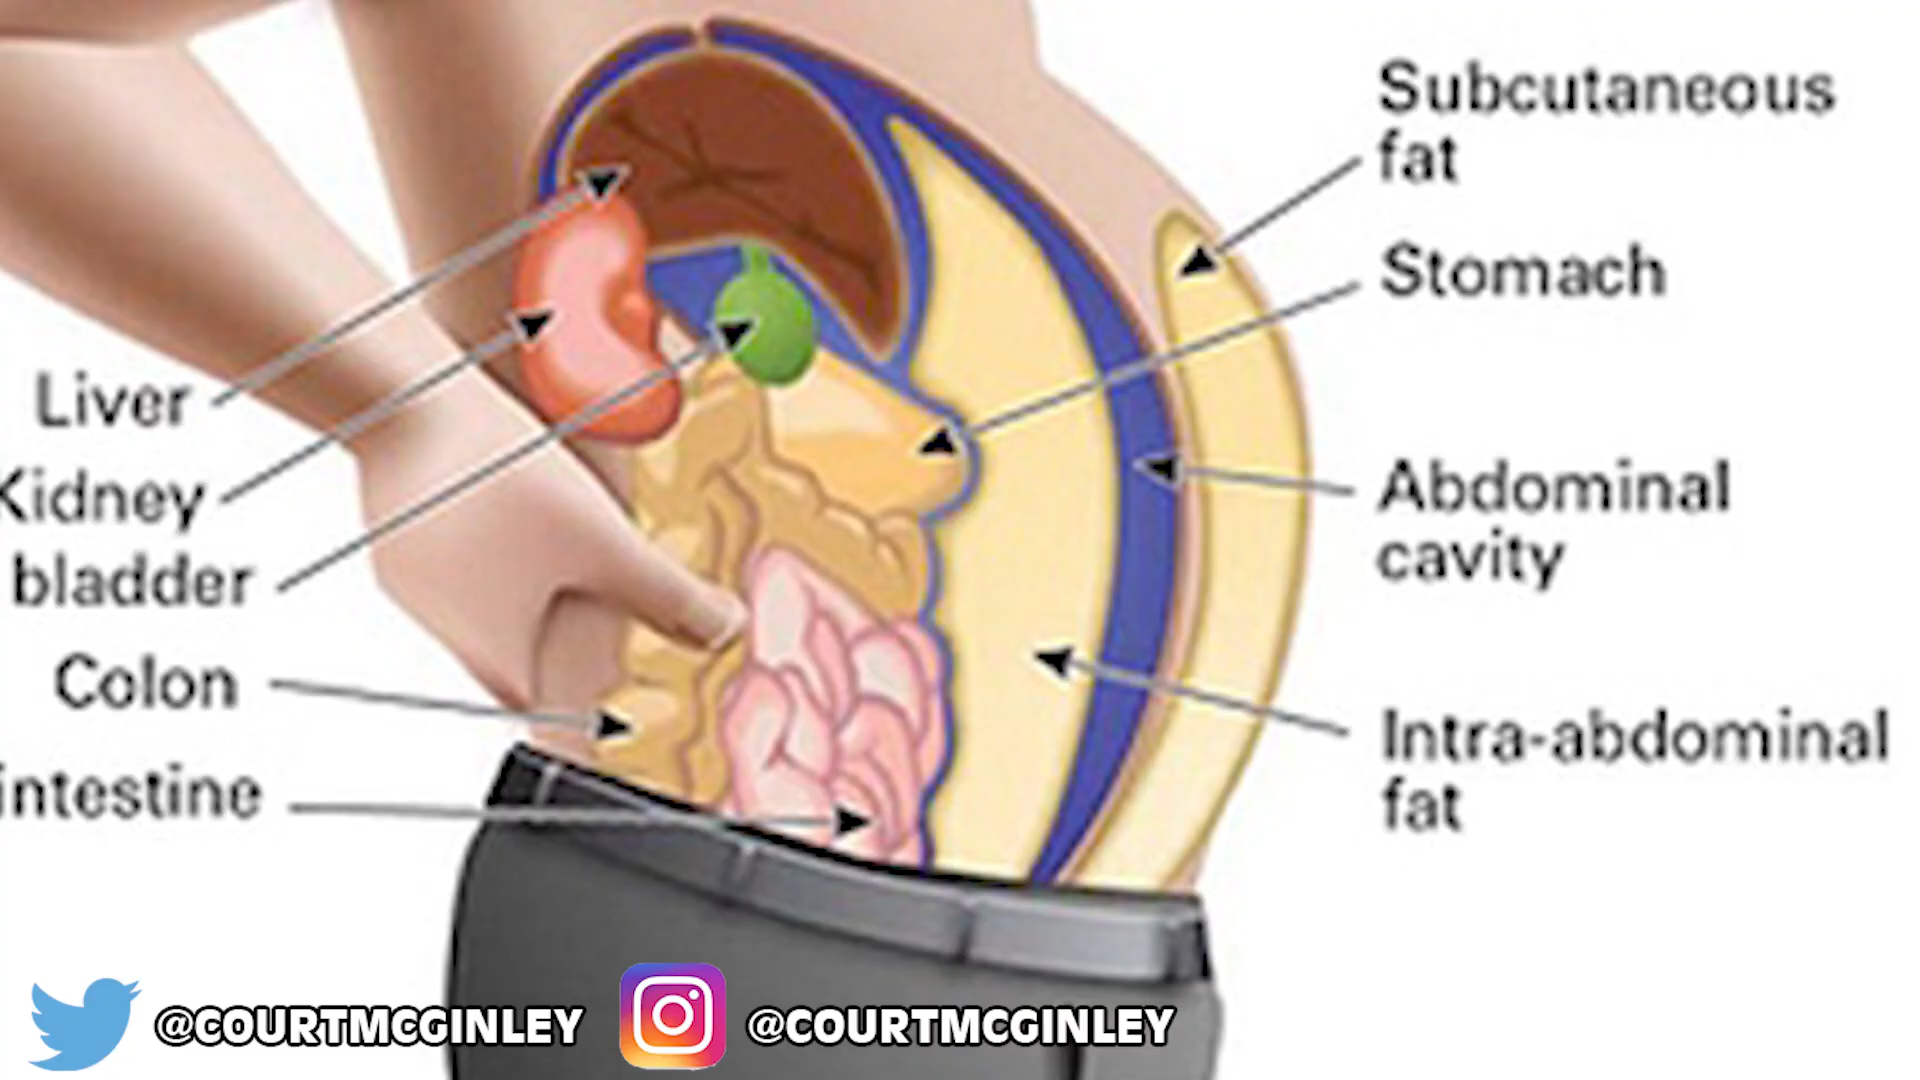 Liver
Kidney
bladder
Colon
intestine
Subcutaneous
fat
Stomach
Abdominal
cavity
Intra-abdominal
fat
@COURTMCGINLEY
@COURTMCGINLEY